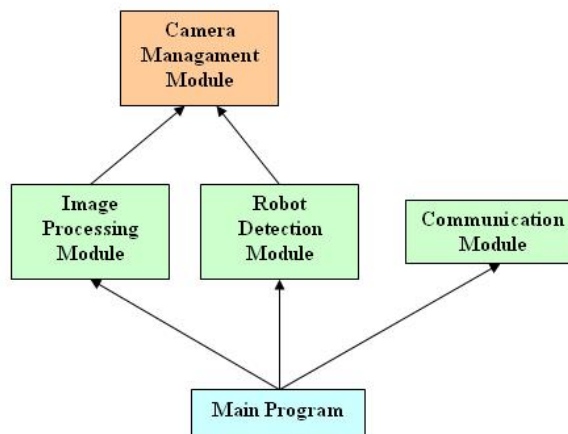 Camera
Managament
Module
Image
Processing
Module
Robot
Detection
Module
Communication
Module
Main Program